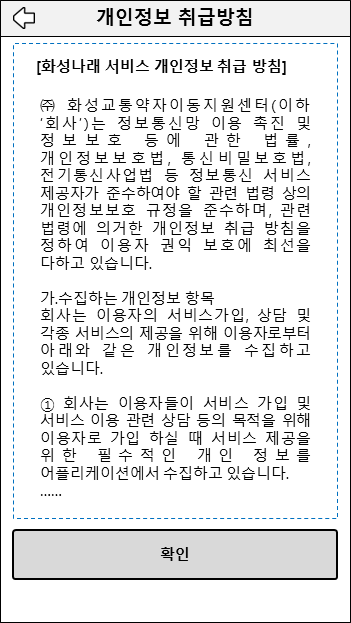 개인정보 취급방침
[화성나래 서비스 개인정보 취급 방침]
㈜ 화성교통약자이동지원센터(이하
‘회사’)는 정보통신망 이용 촉진 및
정보보호 등에 관한 법률,
개인정보보호법, 통신비밀보호법,
전기통신사업법 등 정보통신 서비스
제공자가 준수하여야 할 관련 법령 상의
개인정보보호 규정을 준수하며, 관련
법령에 의거한 개인정보 취급 방침을
정하여 이용자 권익 보호에 최선을
다하고 있습니다.
가.수집하는 개인정보 항목
회사는 이용자의 서비스가입, 상담 및
각종 서비스의 제공을 위해 이용자로부터
아래와 같은 개인정보를 수집하고
있습니다.
① 회사는 이용자들이 서비스 가입 및
서비스 이용 관련 상담 등의 목적을 위해
이용자로 가입 하실 때 서비스 제공을
위한 필수적인 개인 정보를
어플리케이션에서 수집하고 있습니다.
……
확인